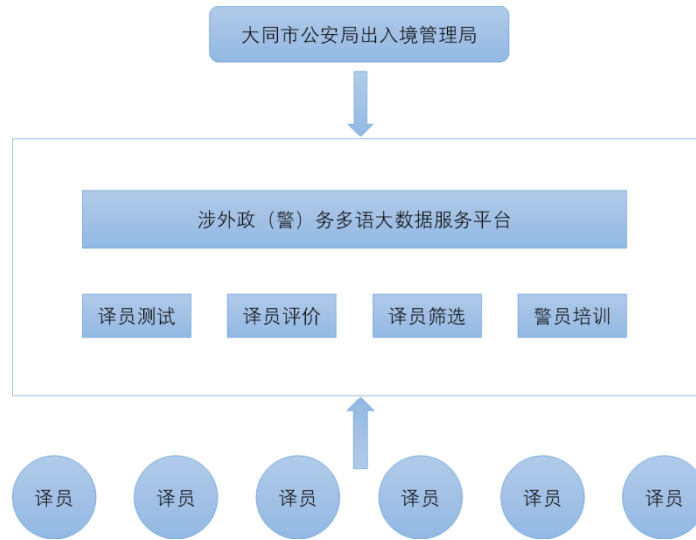 大同市公安局出入境管理局
涉外政（警）务多语大数据服务平台
译员测试
译员评价
译员筛选
警员培训
译员
译员
译员
译员
译员
译员